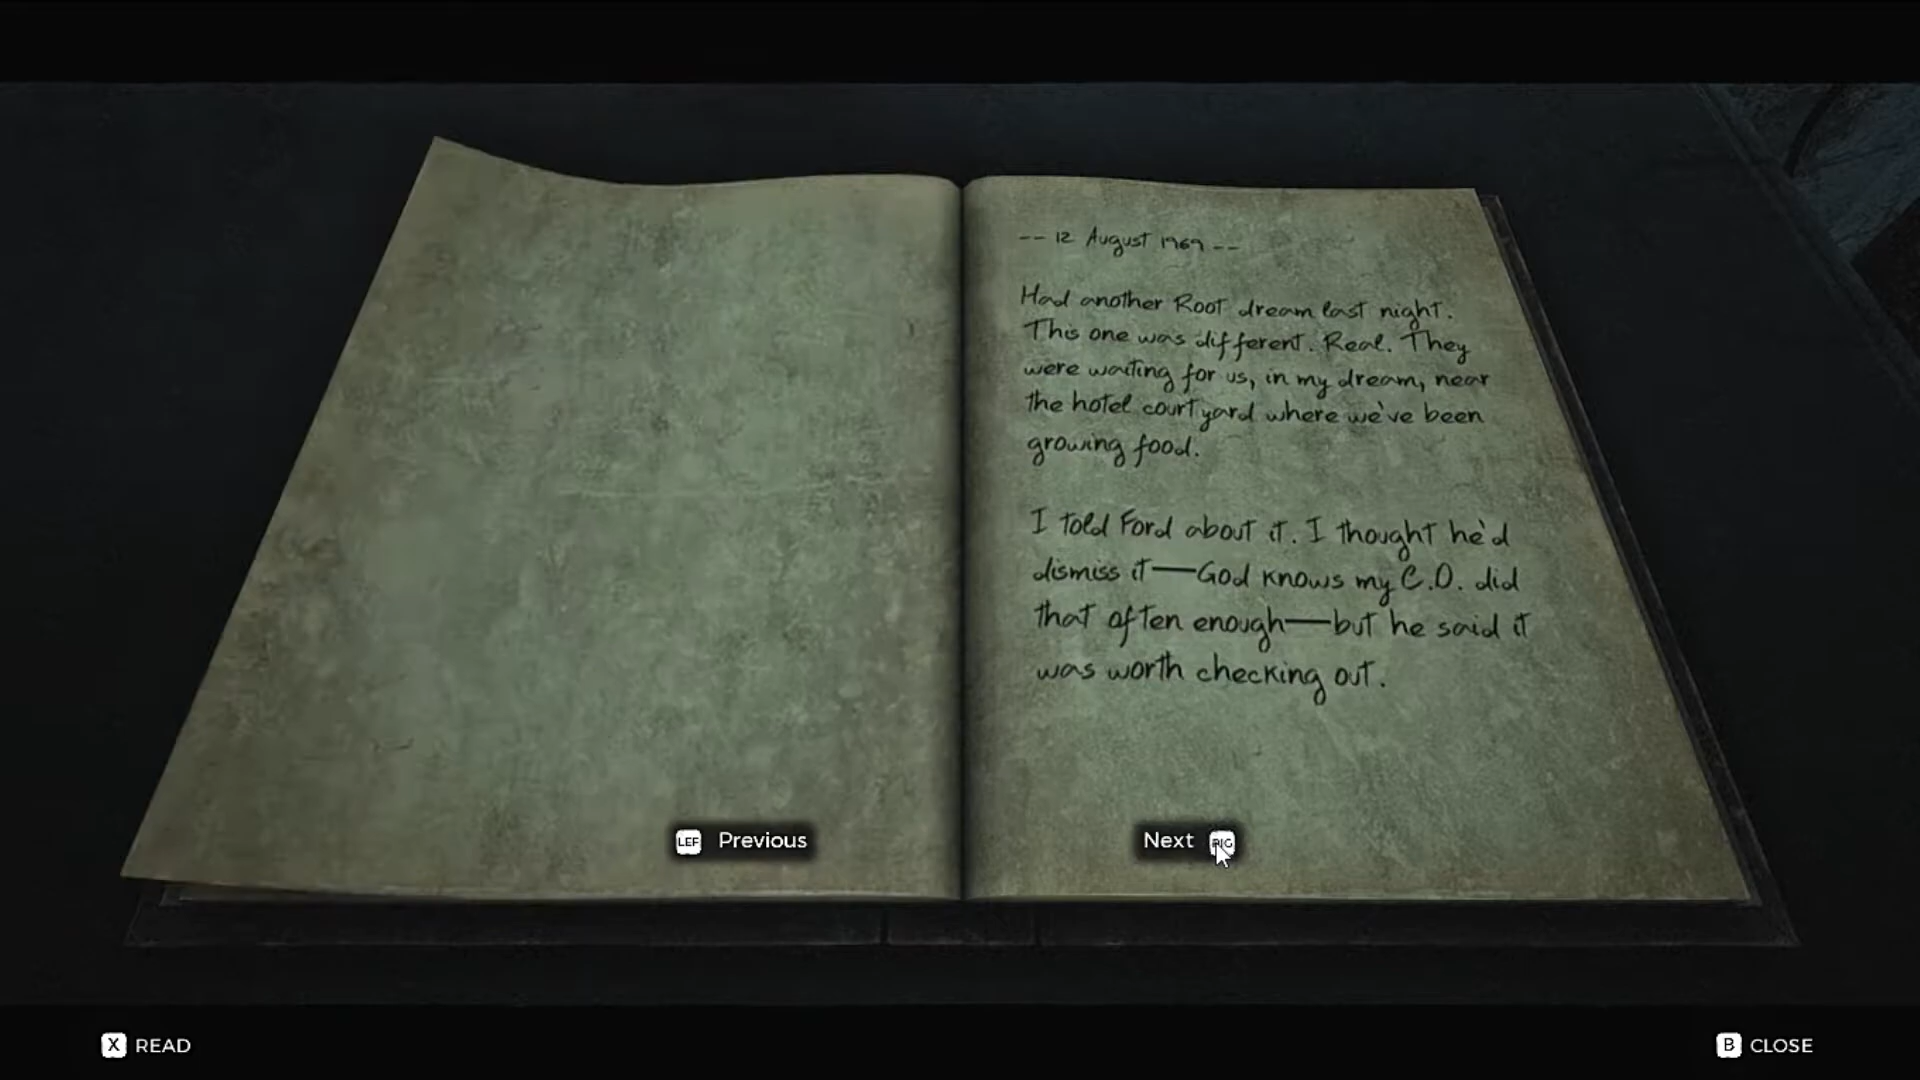 -- 12 August 1969 --
Had another Root dream last night.
This one was different. Real. They
were waiting for us, in my dream, near
the hotel courtyard where we've been
growing food.
I told Ford about it. I thought he'd
dismiss it—God knows my C.O. did
that often enough—but he said it
was worth checking out.
LEF Previous
Next RIG
X READ
B CLOSE